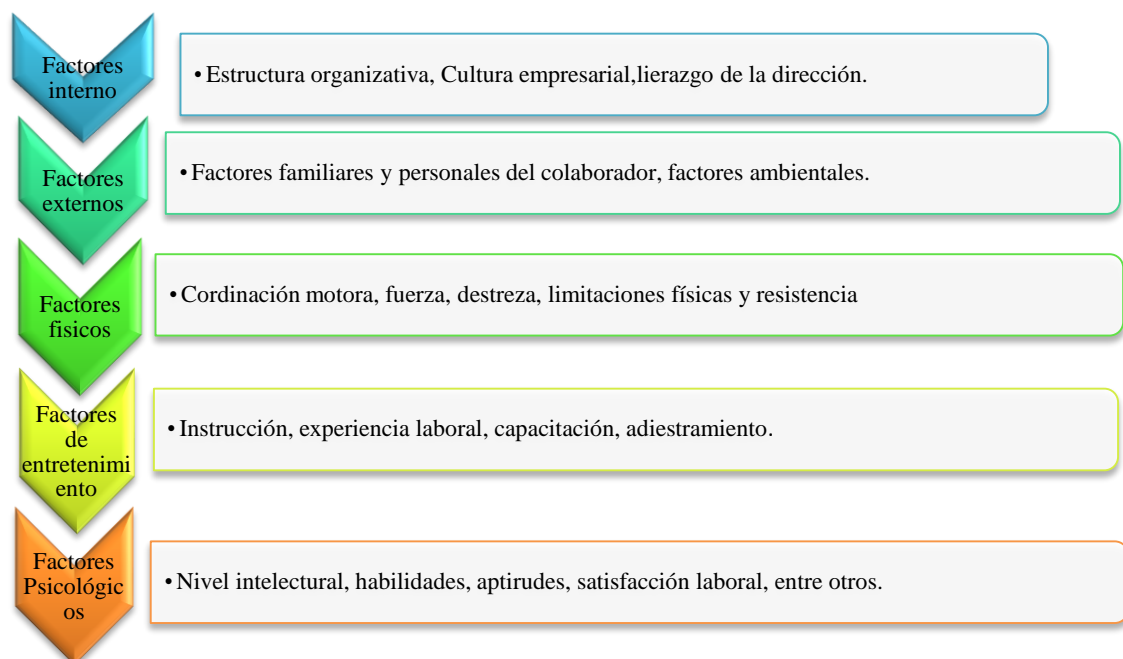 Factores
interno
• Estructura organizativa, Cultura empresarial,lierazgo de la dirección.
Factores
externos
• Factores familiares y personales del colaborador, factores ambientales.
Factores
fisicos
• Cordinación motora, fuerza, destreza, limitaciones físicas y resistencia
Factores
de
entretenimi
ento
• Instrucción, experiencia laboral, capacitación, adiestramiento.
Factores
Psicológic
os
• Nivel intelectural, habilidades, aptirudes, satisfacción laboral, entre otros.